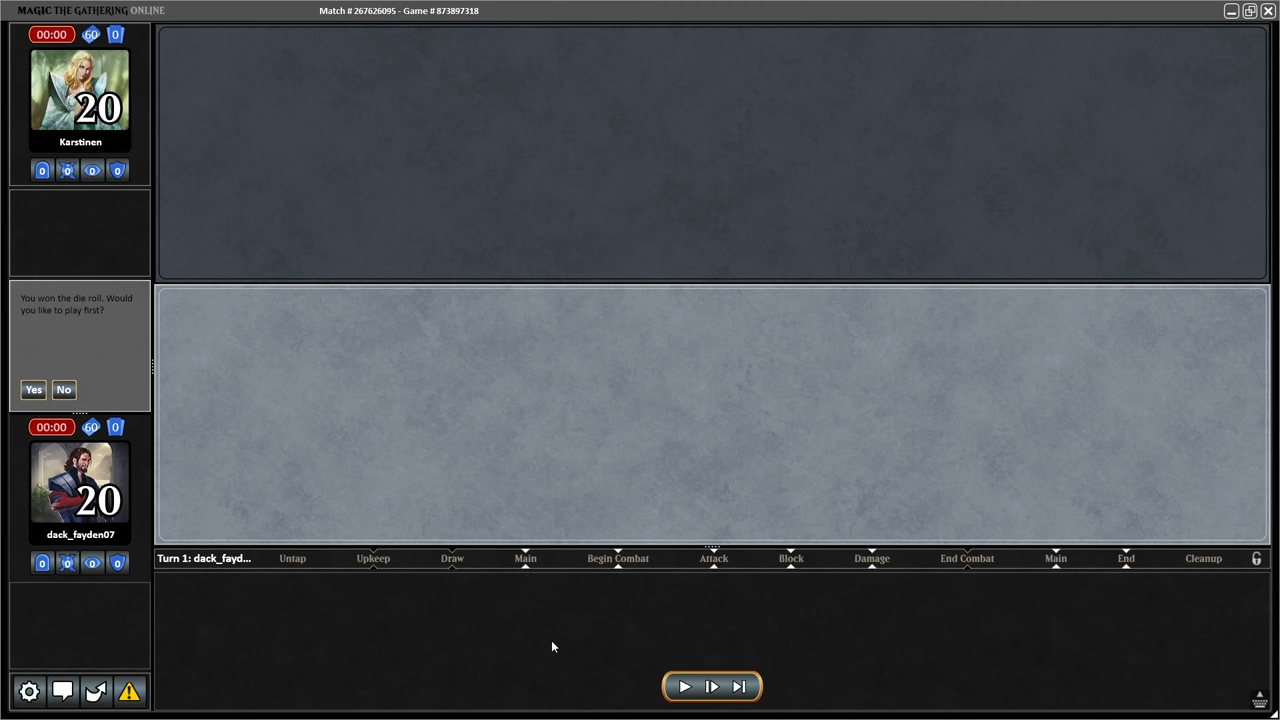 MAGIC THE GATHERING ONLINE
Match # 267626095 - Game # 873897318
00:00 60 0
20
Karstinen
0 0 0 0
You won the die roll. Would
you like to play first?
Yes No
00:00 60 0
20
dack_fayden07
0 0 0 0
Turn 1: dack_fayd... Untap Upkeep Draw Main Begin Combat Attack Block Damage End Combat Main End Cleanup